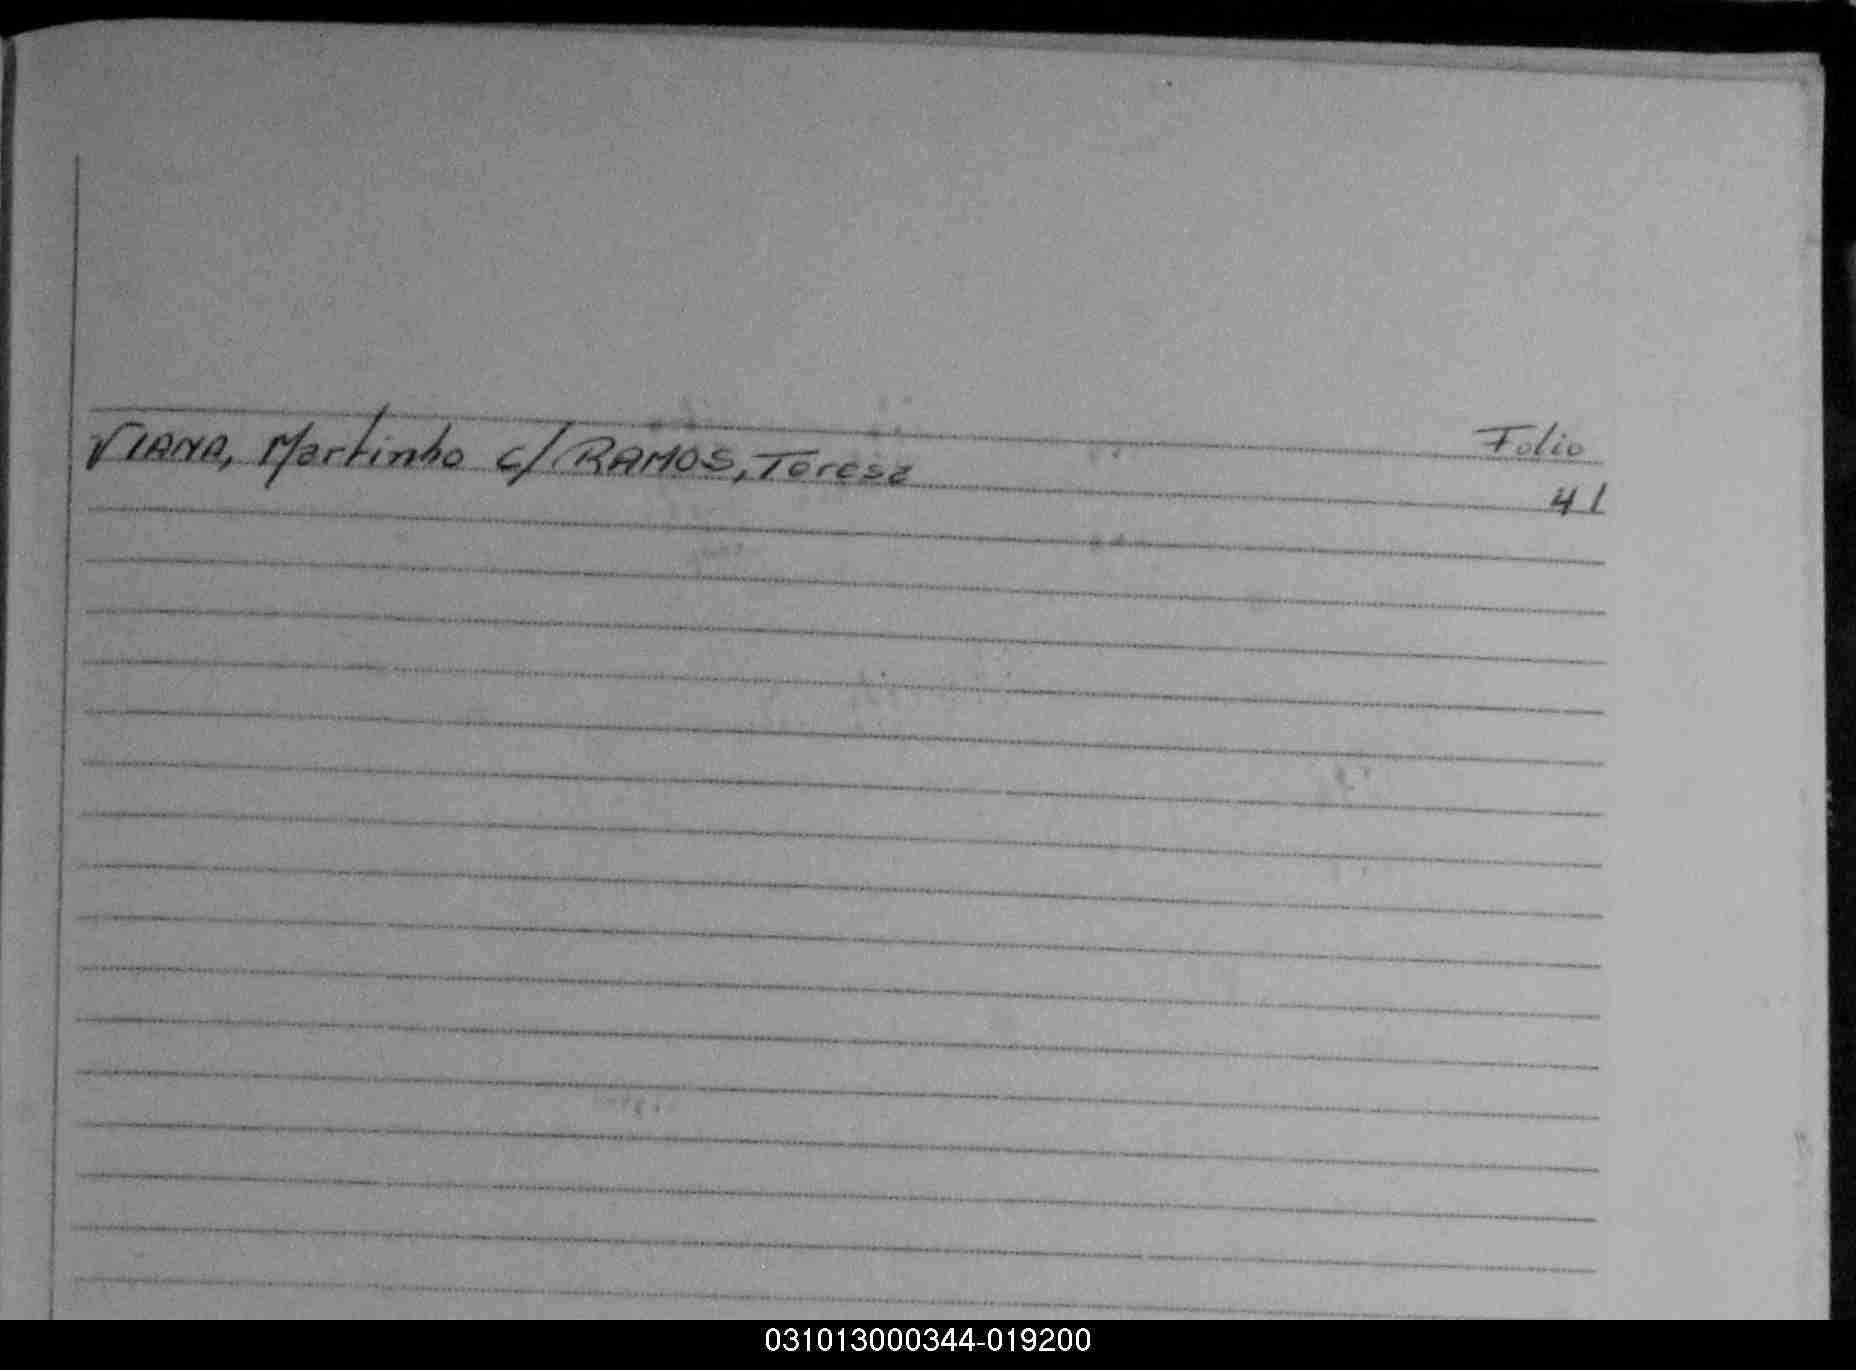 Folio
VIANA, Martinho c/ RAMOS, Teresa 41
031013000344-019200